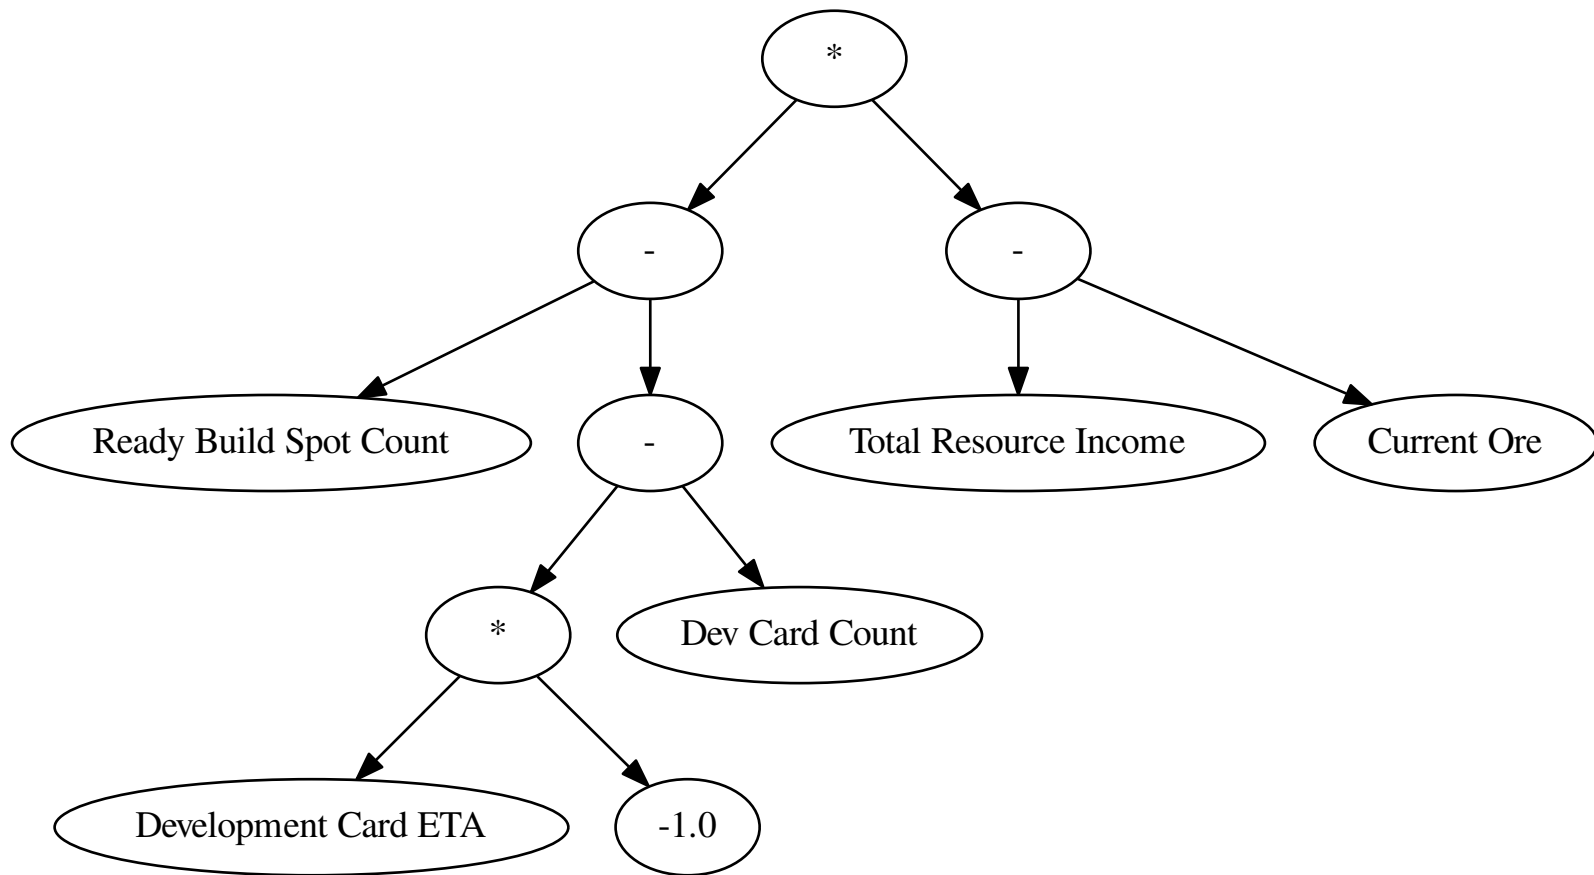 *
-
-
Ready Build Spot Count
-
Total Resource Income
Current Ore
*
Dev Card Count
Development Card ETA
-1.0